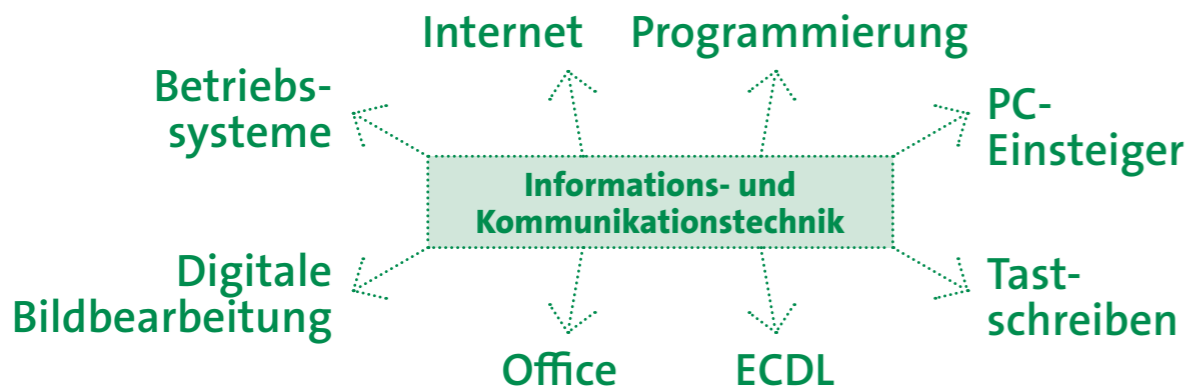 Internet
Programmierung
Betriebs-
systeme
PC-
Einsteiger
Informations- und
Kommunikationstechnik
Digitale
Bildbearbeitung
Tast-
schreiben
Office
ECDL